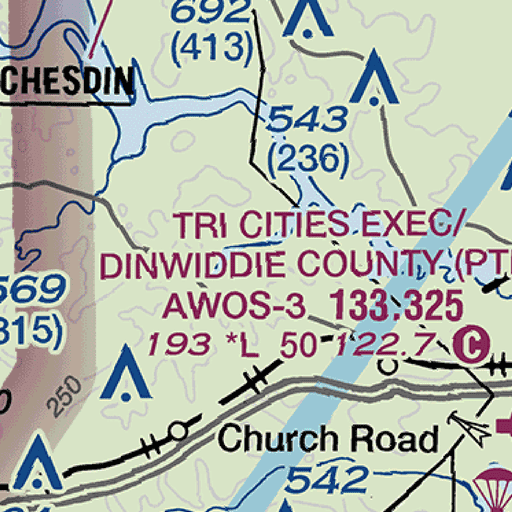 692
(413)
CHESDIN
543
(236)
TRI CITIES EXEC/
DINWIDDIE COUNTY (PT
AWOS-3 133.325
193 *L 50 122.7 C
569
815)
250
0
Church Road
542